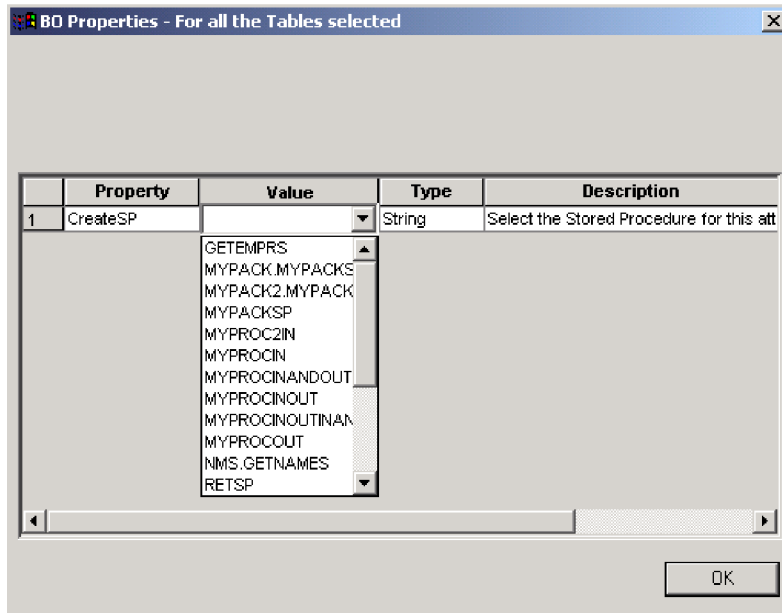 BO Properties - For all the Tables selected
Property Value Type Description
1 CreateSP String Select the Stored Procedure for this att
GETEMPRS
MYPACK.MYPACKS
MYPACK2.MYPACK
MYPACKSP
MYPROC2IN
MYPROCIN
MYPROCINANDOUT
MYPROCINOUT
MYPROCINOUTINAN
MYPROCOUT
NMS.GETNAMES
RETSP
OK